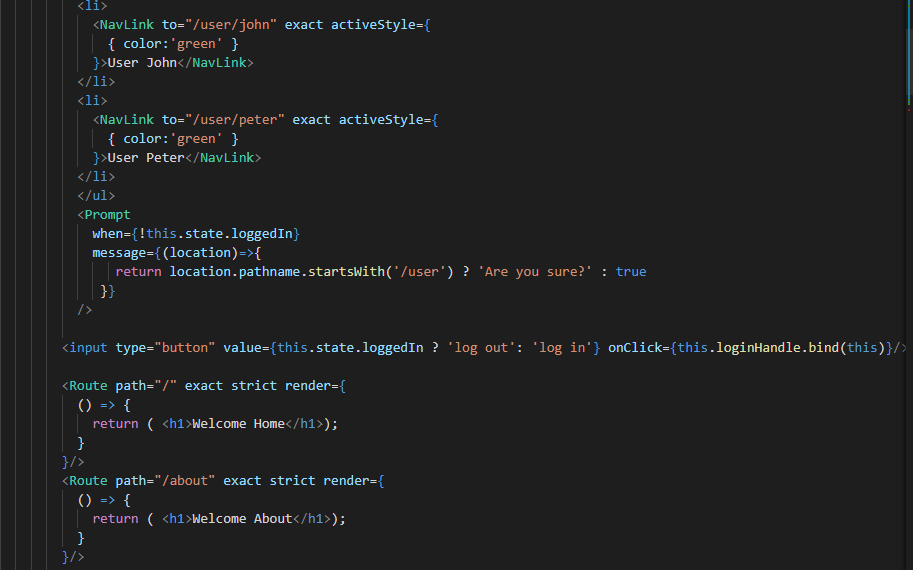 <li>
<NavLink to="/user/john" exact activeStyle={
{ color:'green' }
}>User John</NavLink>
</li>
<li>
<NavLink to="/user/peter" exact activeStyle={
{ color:'green' }
}>User Peter</NavLink>
</li>
</ul>
<Prompt
when={!this.state.loggedIn}
message={(location)=>{
return location.pathname.startsWith('/user') ? 'Are you sure?' : true
}}
/>
<input type="button" value={this.state.loggedIn ? 'log out': 'log in'} onClick={this.loginHandle.bind(this)}/>
<Route path="/" exact strict render={
() => {
return ( <h1>Welcome Home</h1>);
}
}/>
<Route path="/about" exact strict render={
() => {
return ( <h1>Welcome About</h1>);
}
}/>